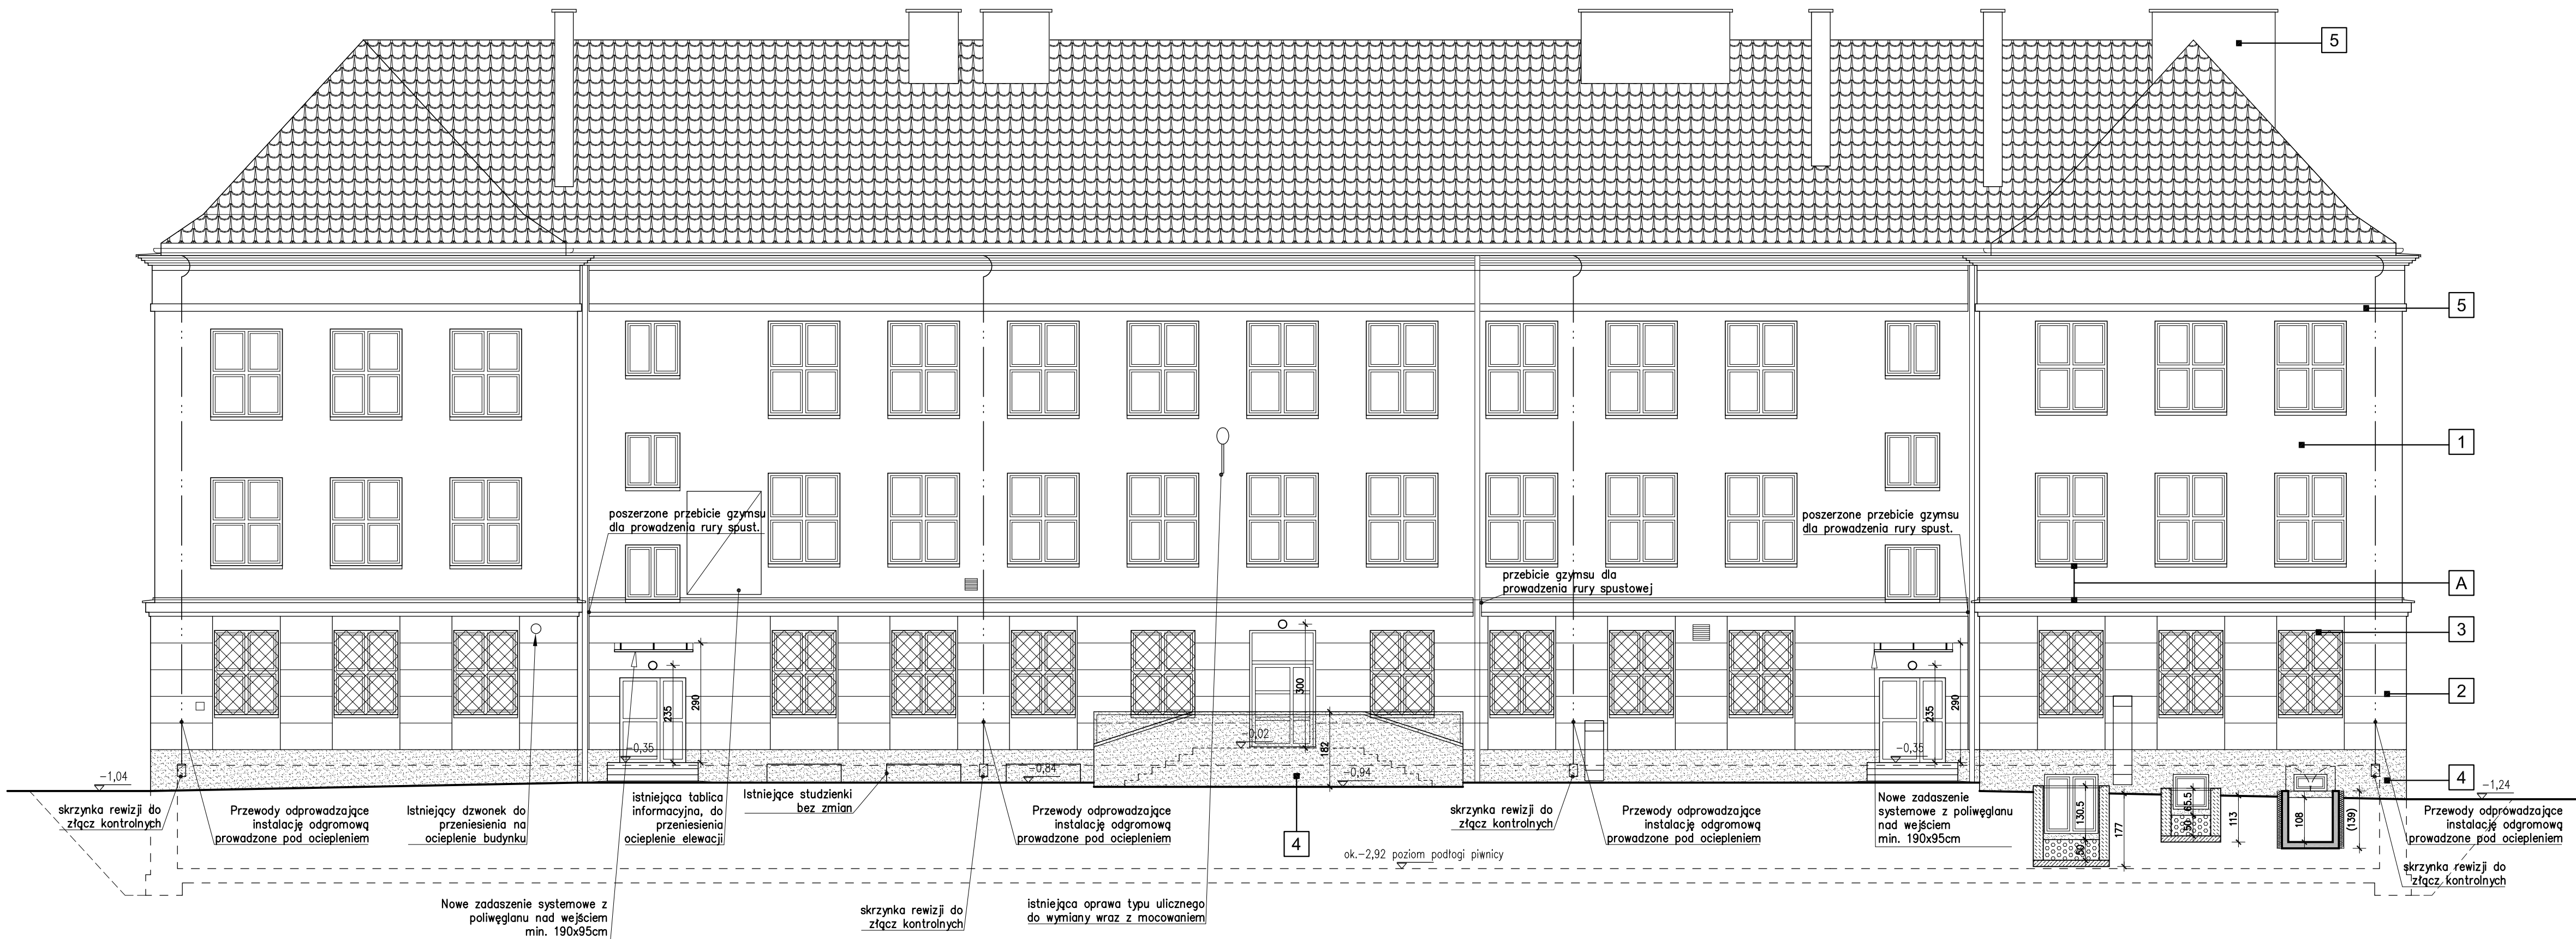 5
5
1
poszerzone przebicie gzymsu
dla prowadzenia rury spust.
poszerzone przebicie gzymsu
dla prowadzenia rury spust.
przebicie gzymsu dla
prowadzenia rury spustowej
A
3
2
4
290
235
300
182
235
290
-0,35
-0,02
-0,84
-0,94
-0,35
-1,04
-1,24
skrzynka rewizji do
złącz kontrolnych
Przewody odprowadzające
instalację odgromową
prowadzone pod ociepleniem
Istniejący dzwonek do
przeniesienia na
ocieplenie budynku
istniejąca tablica
informacyjna, do
przeniesienia
ocieplenie elewacji
Istniejące studzienki
bez zmian
Przewody odprowadzające
instalację odgromową
prowadzone pod ociepleniem
4
skrzynka rewizji do
złącz kontrolnych
Przewody odprowadzające
instalację odgromową
prowadzone pod ociepleniem
Nowe zadaszenie
systemowe z poliwęglanu
nad wejściem
min. 190x95cm
130.5
50
177
65.5
50
113
108
(139)
Przewody odprowadzające
instalację odgromową
prowadzone pod ociepleniem
skrzynka rewizji do
złącz kontrolnych
ok.-2,92 poziom podłogi piwnicy
Nowe zadaszenie systemowe z
poliwęglanu nad wejściem
min. 190x95cm
skrzynka rewizji do
złącz kontrolnych
istniejąca oprawa typu ulicznego
do wymiany wraz z mocowaniem